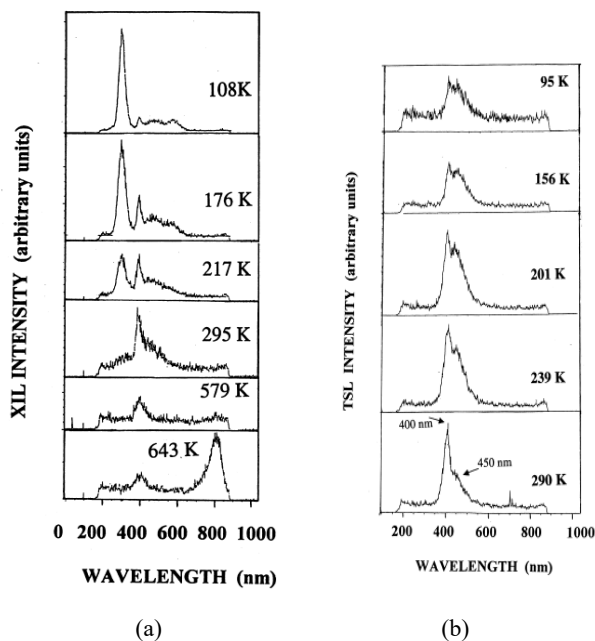 XIL INTENSITY (arbitrary units)
108K
176 K
217 K
295K
579 K
643 K
0 200 400 600 800 1000
WAVELENGTH (nm)
(a)
TSL INTENSITY (arbitrary units)
95 K
156 K
201 K
239 K
400 nm
450 nm
290 K
200 400 600 800 1000
WAVELENGTH (nm)
(b)